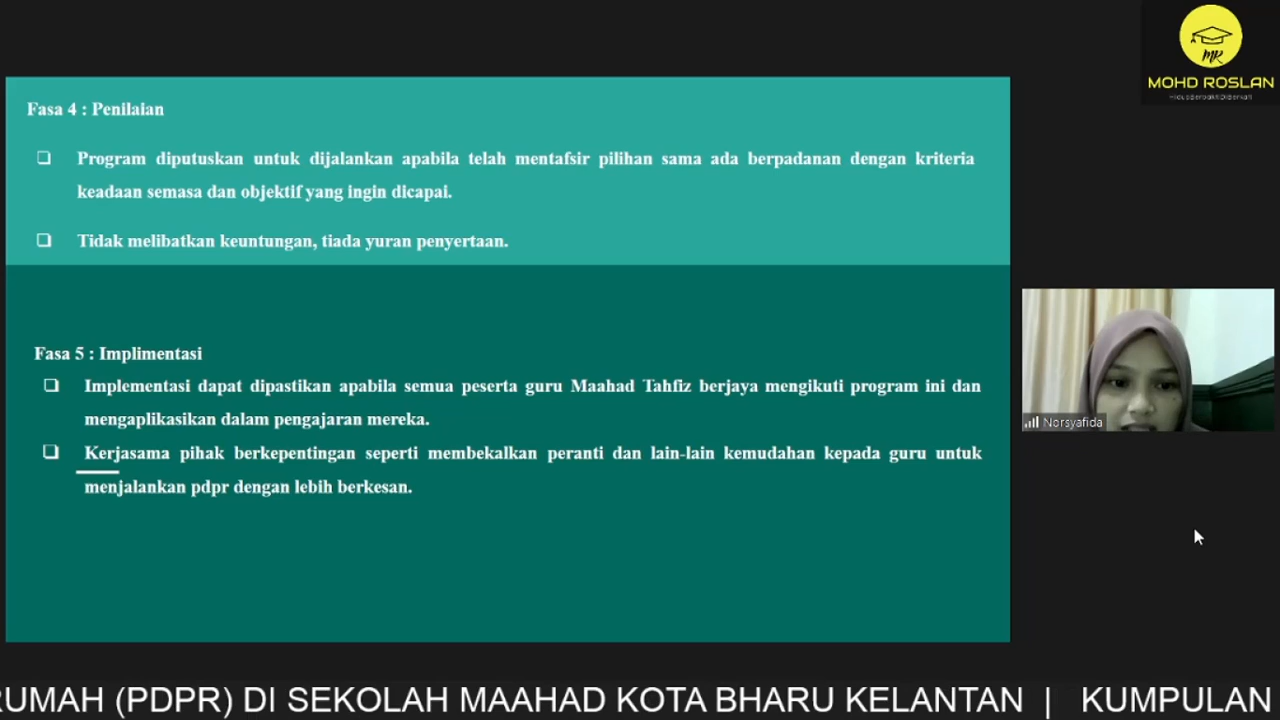 MR
MOHD ROSLAN
Fasa 4 : Penilaian
Program diputuskan untuk dijalankan apabila telah mentafsir pilihan sama ada berpadanan dengan kriteria
keadaan semasa dan objektif yang ingin dicapai.
Tidak melibatkan keuntungan, tiada yuran penyertaan.
Fasa 5 : Implimentasi
Implementasi dapat dipastikan apabila semua peserta guru Maahad Tahfiz berjaya mengikuti program ini dan
mengaplikasikan dalam pengajaran mereka.
Kerjasama pihak berkepentingan seperti membekalkan peranti dan lain-lain kemudahan kepada guru untuk
menjalankan pdpr dengan lebih berkesan.
Norsyafida
RUMAH (PDPR) DI SEKOLAH MAAHAD KOTA BHARU KELANTAN | KUMPULAN